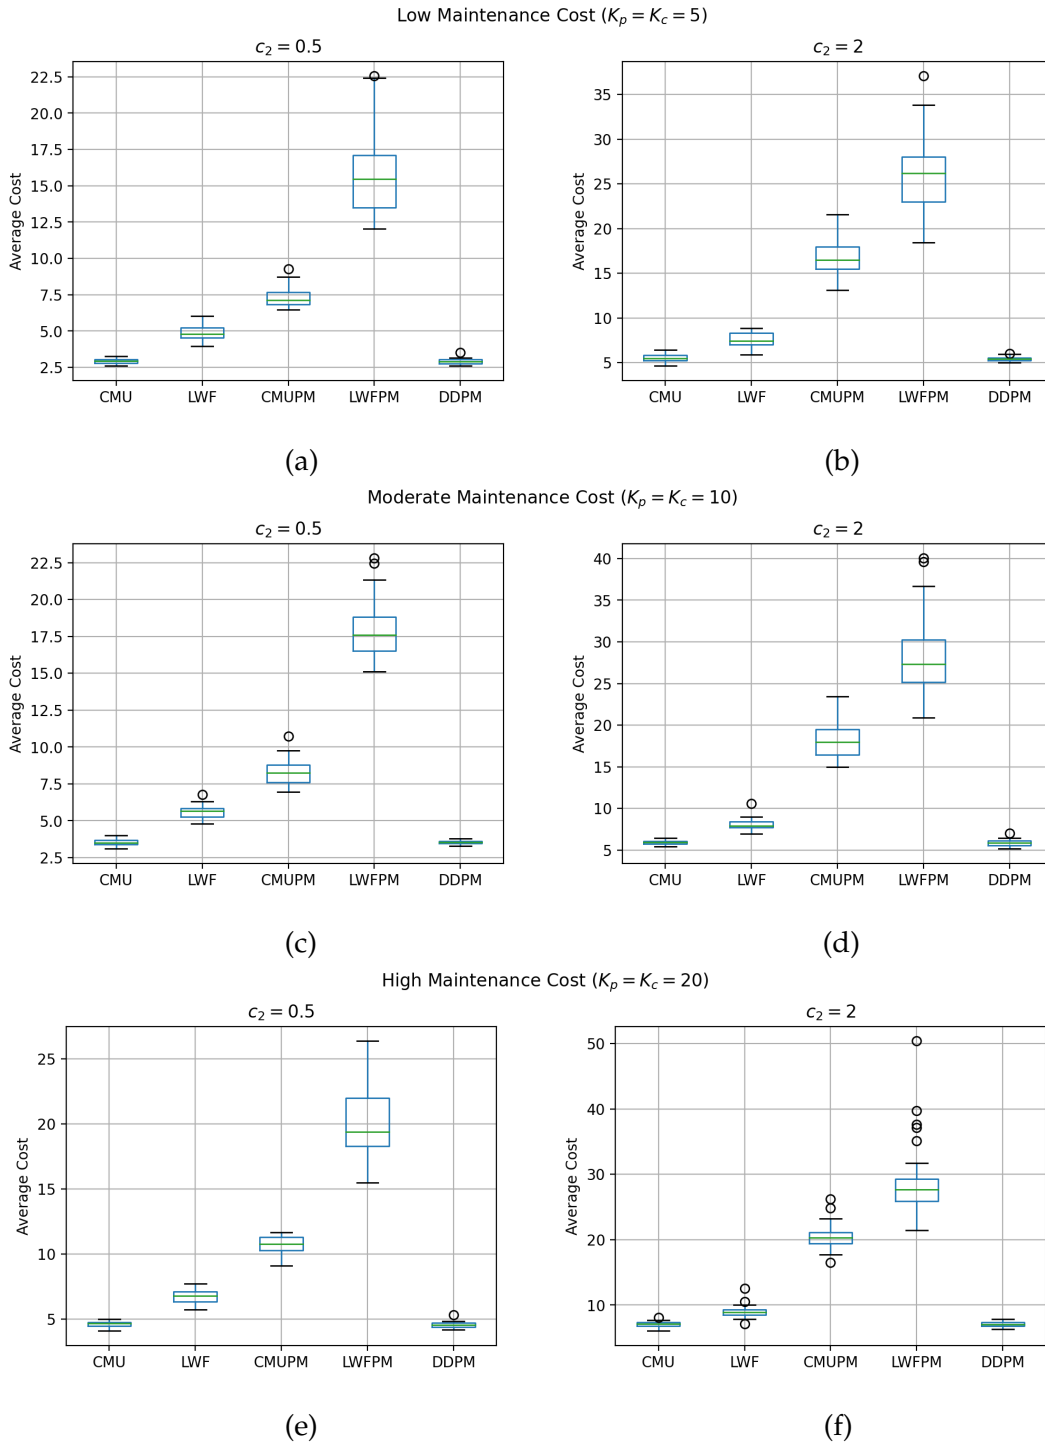 Low Maintenance Cost (K_p = K_c = 5)
c_2 = 0.5
c_2 = 2
Average Cost
22.5
20.0
17.5
15.0
12.5
10.0
7.5
5.0
2.5
CMU LWF CMUPM LWFPM DDPM
Average Cost
35
30
25
20
15
10
5
CMU LWF CMUPM LWFPM DDPM
(a)
(b)
Moderate Maintenance Cost (K_p = K_c = 10)
c_2 = 0.5
c_2 = 2
Average Cost
22.5
20.0
17.5
15.0
12.5
10.0
7.5
5.0
2.5
CMU LWF CMUPM LWFPM DDPM
Average Cost
40
35
30
25
20
15
10
5
CMU LWF CMUPM LWFPM DDPM
(c)
(d)
High Maintenance Cost (K_p = K_c = 20)
c_2 = 0.5
c_2 = 2
Average Cost
25
20
15
10
5
CMU LWF CMUPM LWFPM DDPM
Average Cost
50
40
30
20
10
CMU LWF CMUPM LWFPM DDPM
(e)
(f)